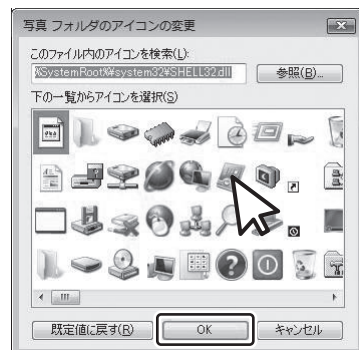 写真 フォルダのアイコンの変更
このファイル内のアイコンを検索(L):
%SystemRoot%¥system32¥SHELL32.dll
参照(B)...
下の一覧からアイコンを選択(S)
既定値に戻す(R)
OK
キャンセル